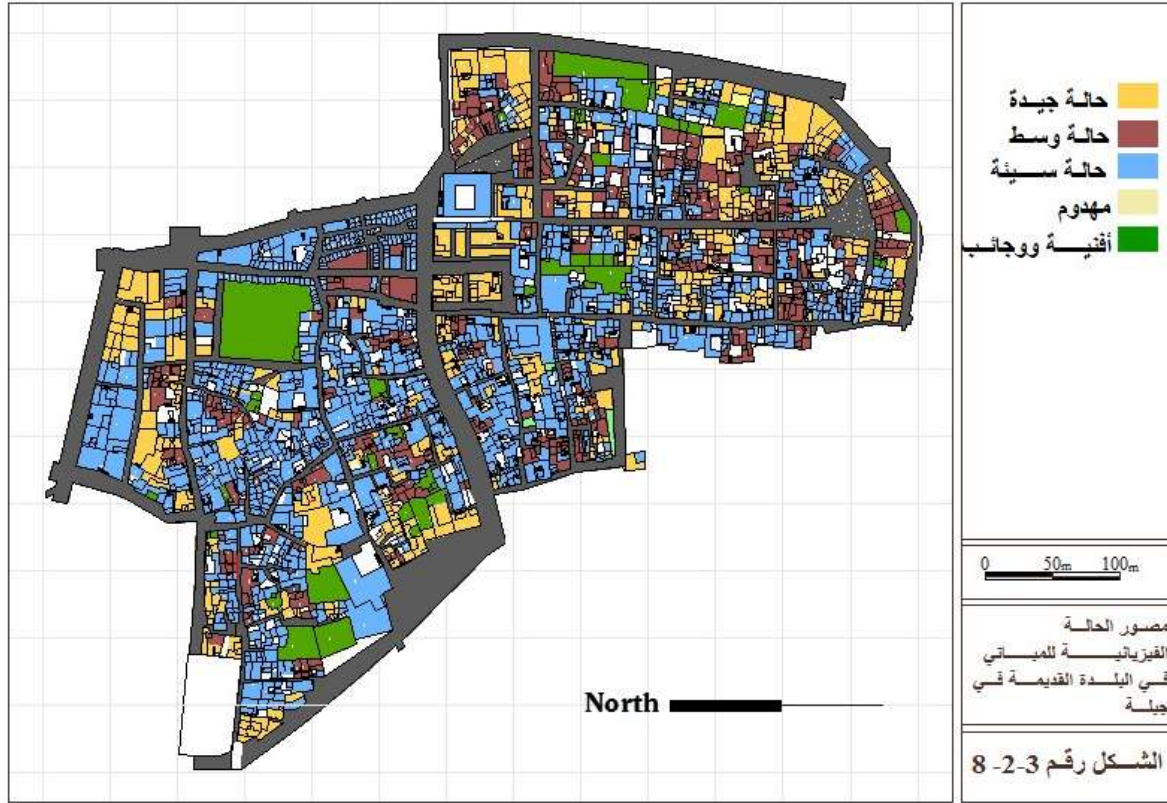 حالة جيدة
حالة وسط
حالة سيئة
مهدوم
أفنية ووجائب
0 50m 100m
مصور الحالة
الفيزيائية للمباني
في البلدة القديمة في
جبلة
North
الشكل رقم 3-2- 8